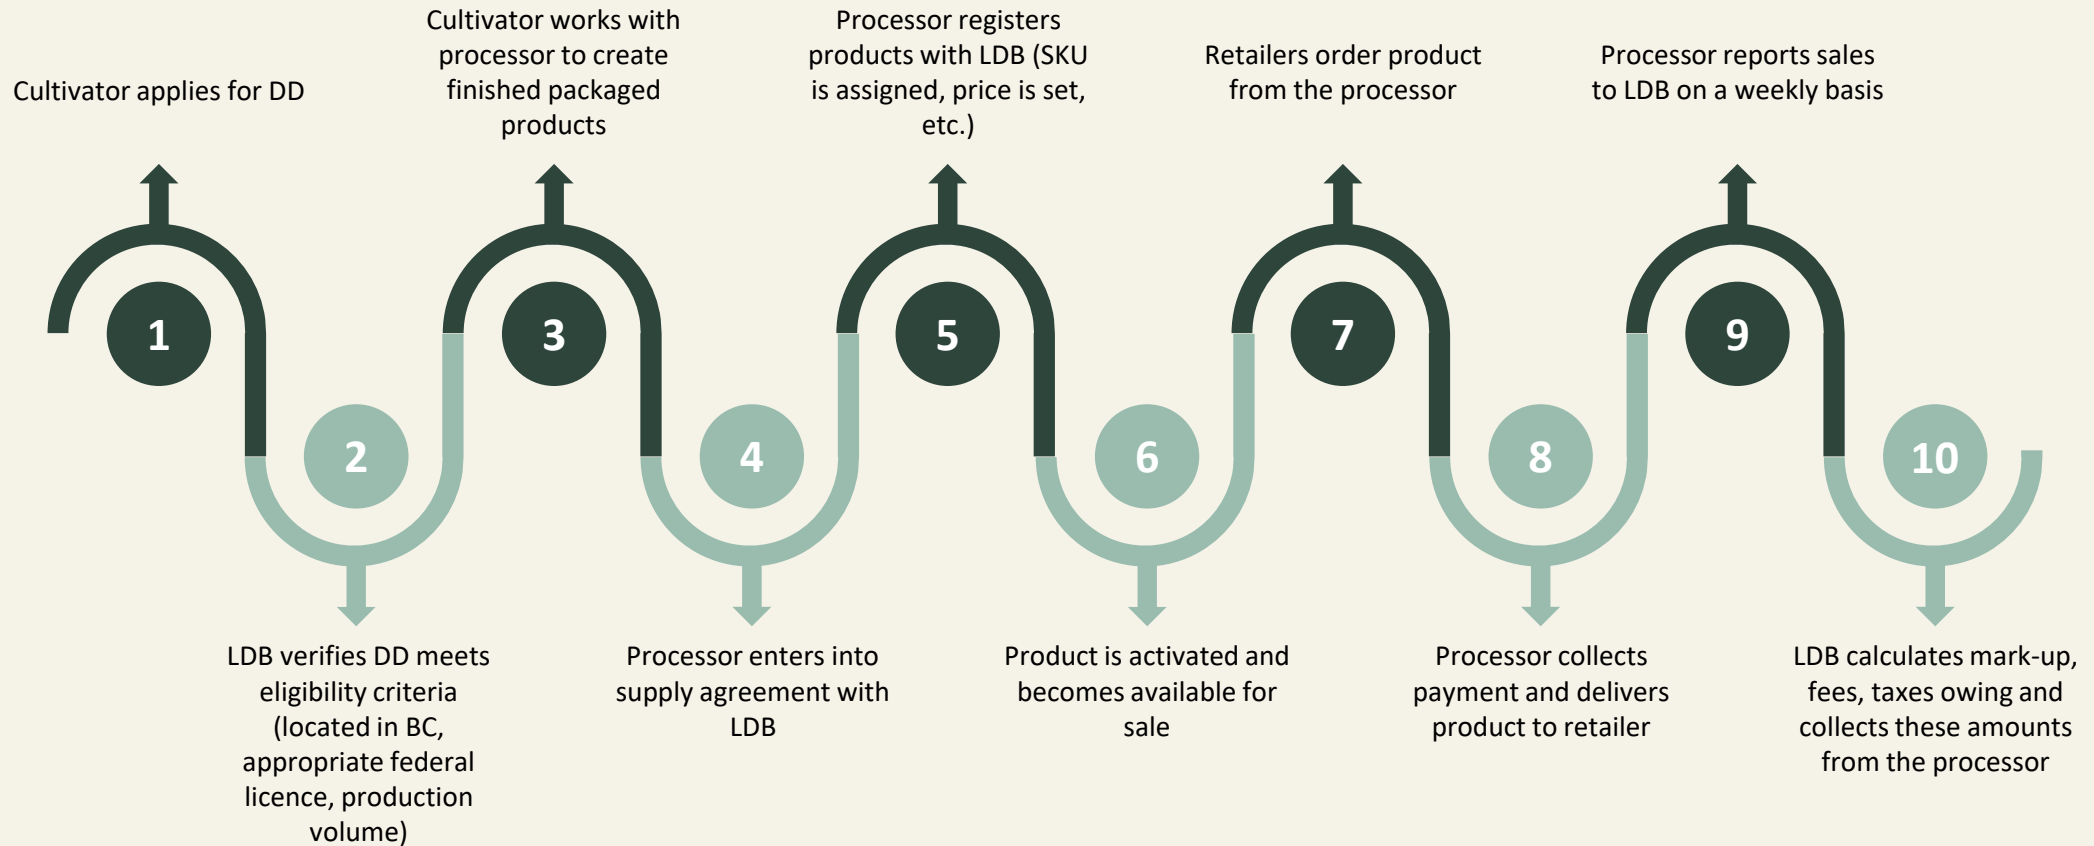 Cultivator applies for DD
1
LDB verifies DD meets
eligibility criteria
(located in BC,
appropriate federal
licence, production
volume)
2
Cultivator works with
processor to create
finished packaged
products
3
Processor enters into
supply agreement with
LDB
4
Processor registers
products with LDB (SKU
is assigned, price is set,
etc.)
5
Product is activated and
becomes available for
sale
6
Retailers order product
from the processor
7
Processor collects
payment and delivers
product to retailer
8
Processor reports sales
to LDB on a weekly basis
9
LDB calculates mark-up,
fees, taxes owing and
collects these amounts
from the processor
10